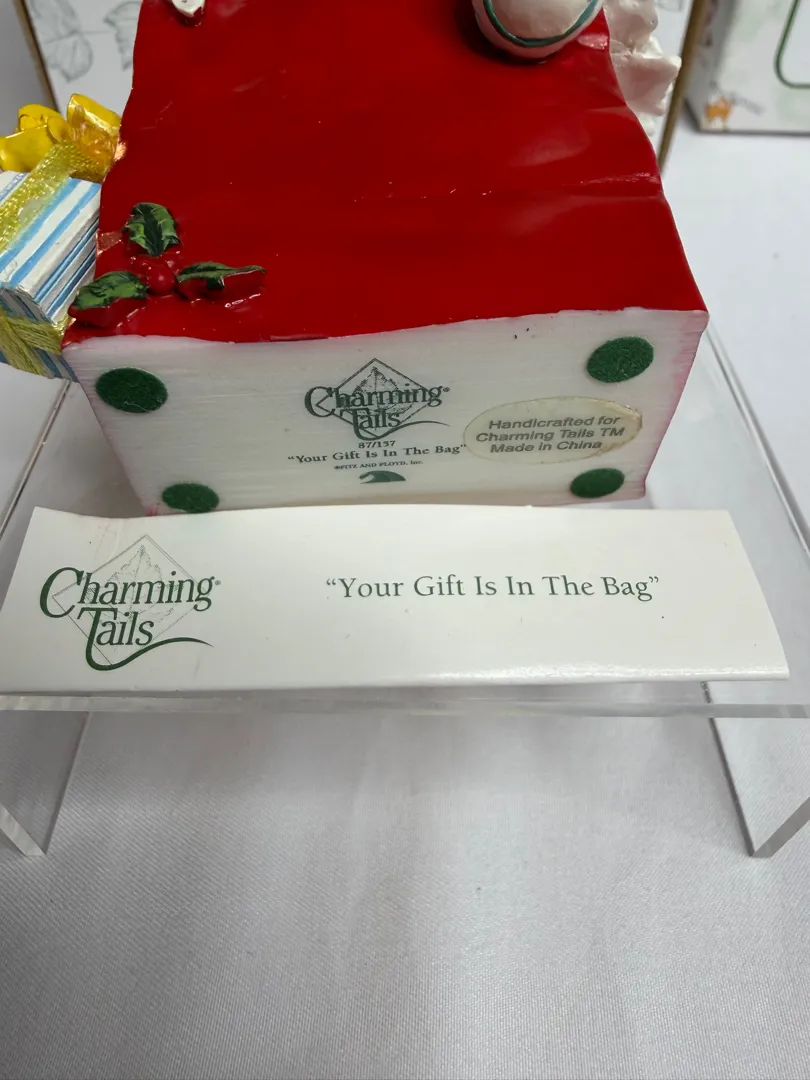 Charming®
Tails
87/137
"Your Gift Is In The Bag"
©FITZ AND FLOYD, Inc.
Handicrafted for
Charming Tails TM
Made in China
Charming®
Tails
"Your Gift Is In The Bag"